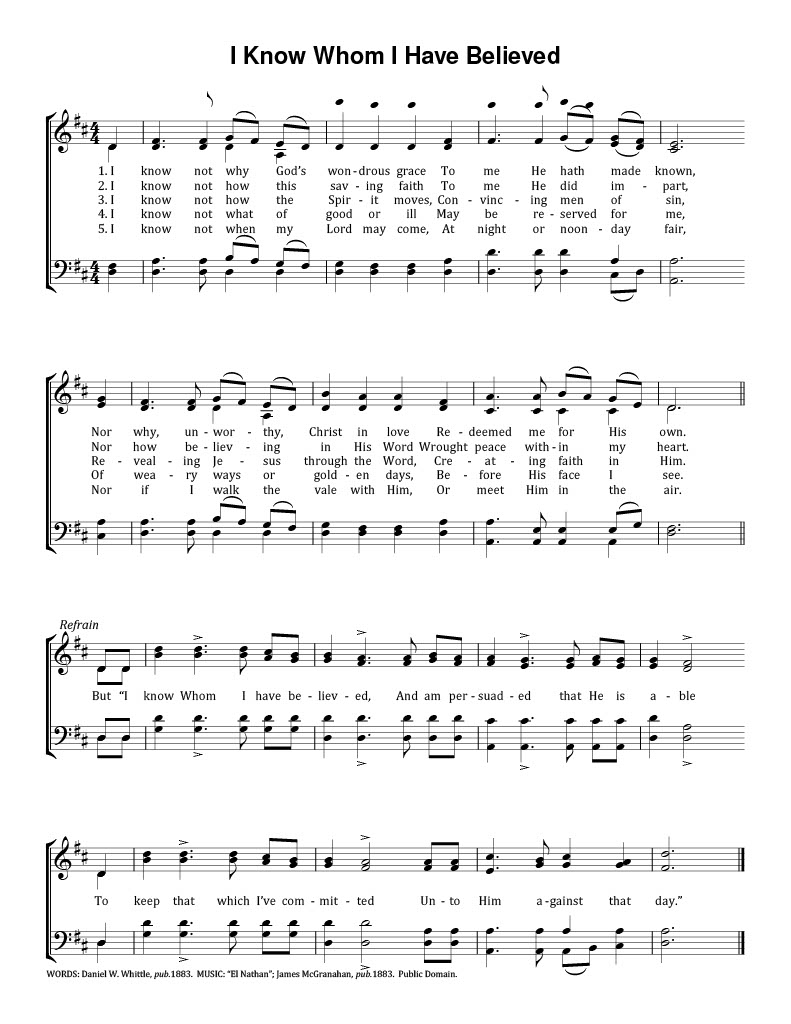 I Know Whom I Have Believed
1. I know not why God's won - drous grace To me He hath made known,
2. I know not how this sav - ing faith To me He did im - part,
3. I know not how the Spir - it moves, Con - vinc - ing men of sin,
4. I know not what of good or ill May be re - served for me,
5. I know not when my Lord may come, At night or noon - day fair,
Nor why, un - wor - thy, Christ in love Re - deemed me for His own.
Nor how be - liev - ing in His Word Wrought peace with - in my heart.
Re - veal - ing Je - sus through the Word, Cre - at - ing faith in Him.
Of wea - ry ways or gold - en days, Be - fore His face I see.
Nor if I walk the vale with Him, Or meet Him in the air.
Refrain
But “I know Whom I have be - liev - ed, And am per - suad - ed that He is a - ble
To keep that which I've com - mit - ted Un - to Him a - gainst that day.”
WORDS: Daniel W. Whittle, pub.1883. MUSIC: “El Nathan”; James McGranahan, pub.1883. Public Domain.